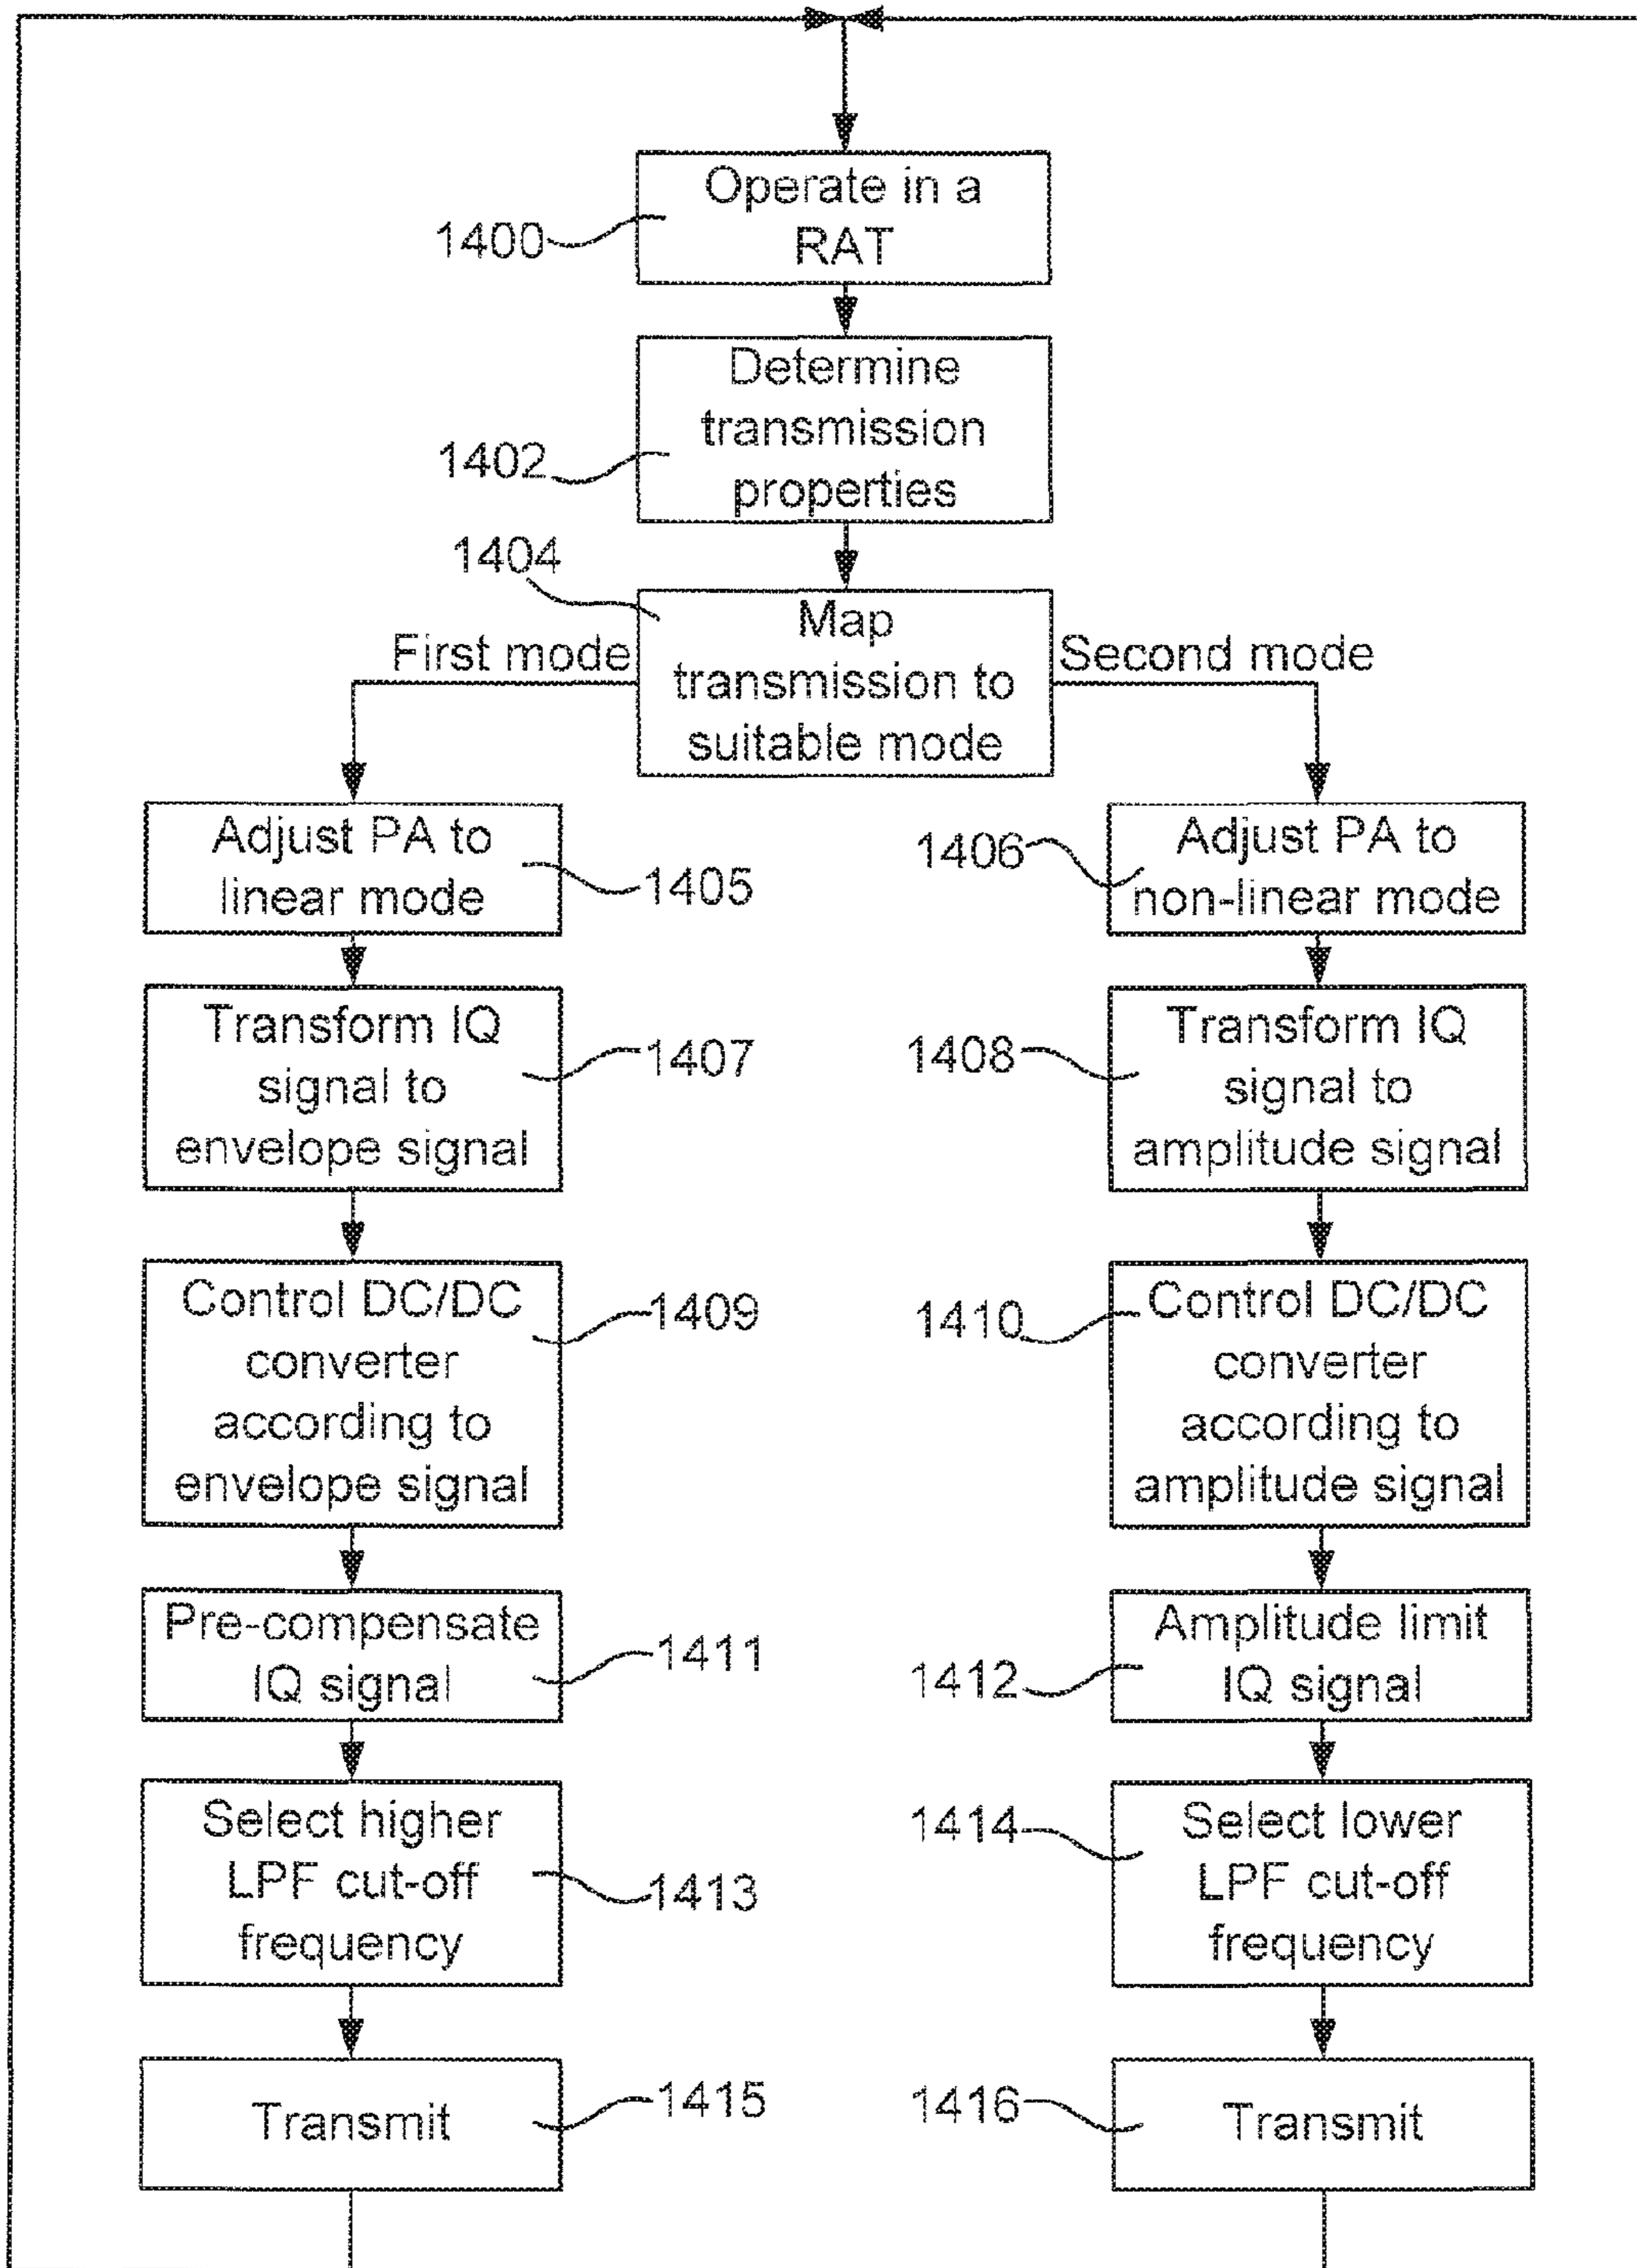 Operate in a
RAT
1400
Determine
transmission
properties
1402
1404
Map
transmission to
suitable mode
First mode
Second mode
Adjust PA to
linear mode
1405
1406
Adjust PA to
non-linear mode
Transform IQ
signal to
envelope signal
1407
1408
Transform IQ
signal to
amplitude signal
Control DC/DC
converter
according to
envelope signal
1409
1410
Control DC/DC
converter
according to
amplitude signal
Pre-compensate
IQ signal
1411
1412
Amplitude limit
IQ signal
Select higher
LPF cut-off
frequency
1413
1414
Select lower
LPF cut-off
frequency
Transmit
1415
1416
Transmit